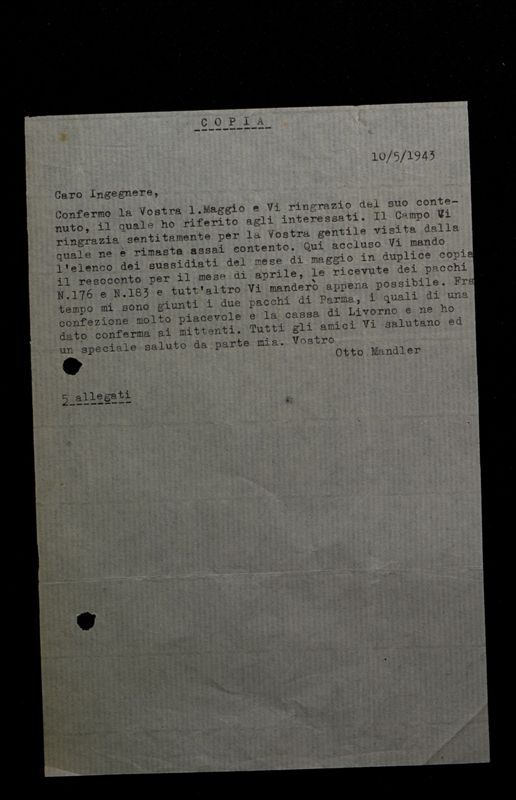 C O P I A
10/5/1943
Caro Ingegnere,
Confermo la Vostra 1.Maggio e Vi ringrazio del suo conte-
nuto, il quale ho riferito agli interessati. Il Campo Vi
ringrazia sentitamente per la Vostra gentile visita dalla
quale ne è rimasta assai contento. Qui accluso Vi mando
l'elenco dei sussidiati del mese di maggio in duplice copia
il resoconto per il mese di aprile, le ricevute dei pacchi
N.176 e N.183 e tutt'altro Vi manderò appena possibile. Fra
tempo mi sono giunti i due pacchi di Parma, i quali di una
confezione molto piacevole e la cassa di Livorno e ne ho
dato conferma ai mittenti. Tutti gli amici Vi salutano ed
un speciale saluto da parte mia. Vostro
Otto Mandler
5 allegati